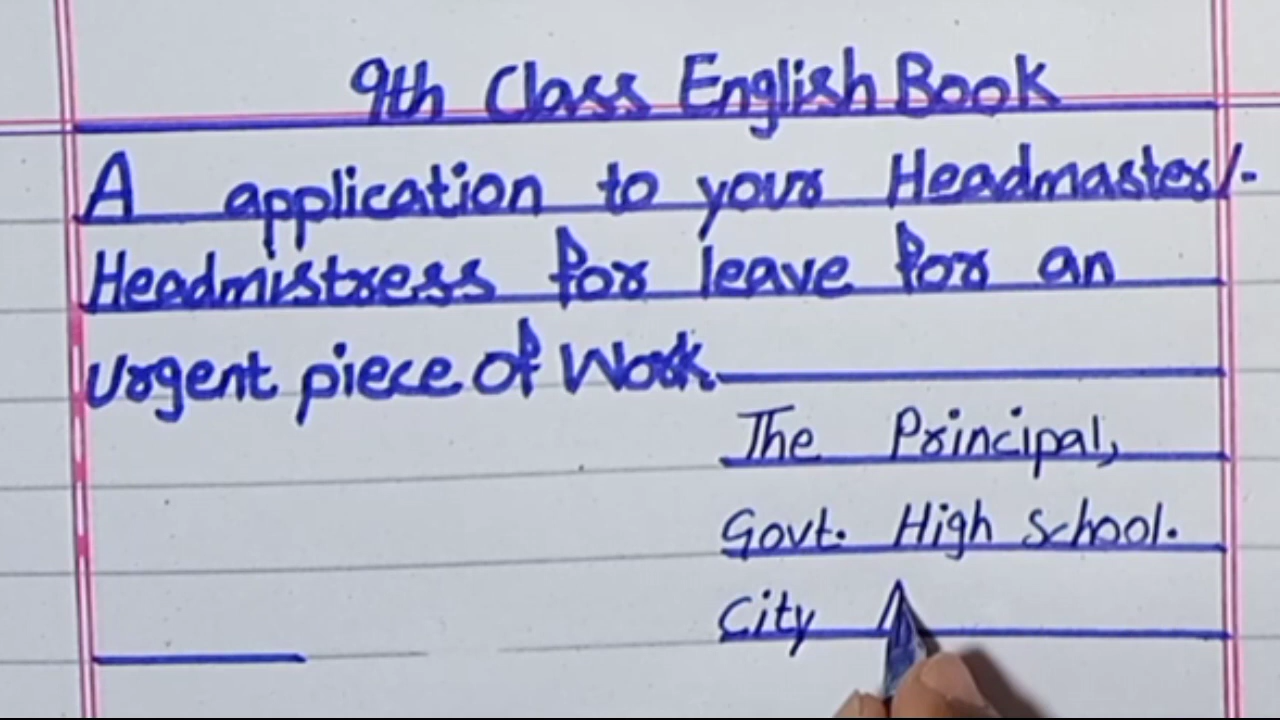 9th Class English Book
A application to your Headmaster/-
Headmistress for leave for an
urgent piece of Work.
The Principal,
Govt. High School.
City A